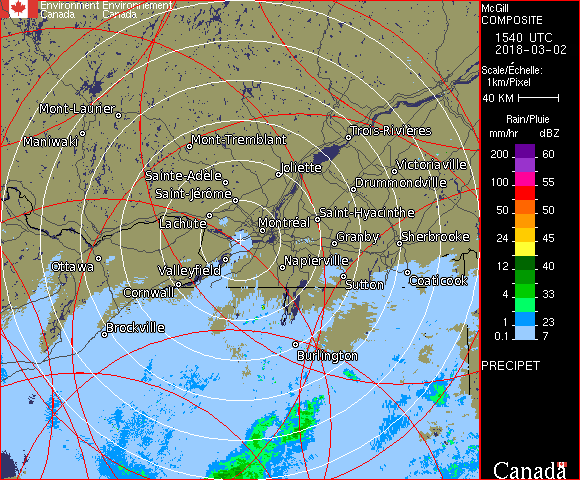 Environment Environnement
Canada Canada
McGill
COMPOSITE
1540 UTC
2018-03-02
Scale/Échelle:
1km/Pixel
40 KM
Rain/Pluie
mm/hr dBZ
200 60
100 55
50 50
24 45
12 40
4 33
1 23
0.1 7
PRECIPET
Mont-Laurier
Maniwaki
Mont-Tremblant
Trois-Rivières
Sainte-Adèle
Joliette
Victoriaville
Saint-Jérôme
Drummondville
Lachute
Montréal
Saint-Hyacinthe
Ottawa
Valleyfield
Napierville
Granby
Sherbrooke
Cornwall
Sutton
Coaticook
Brockville
Burlington
Canada